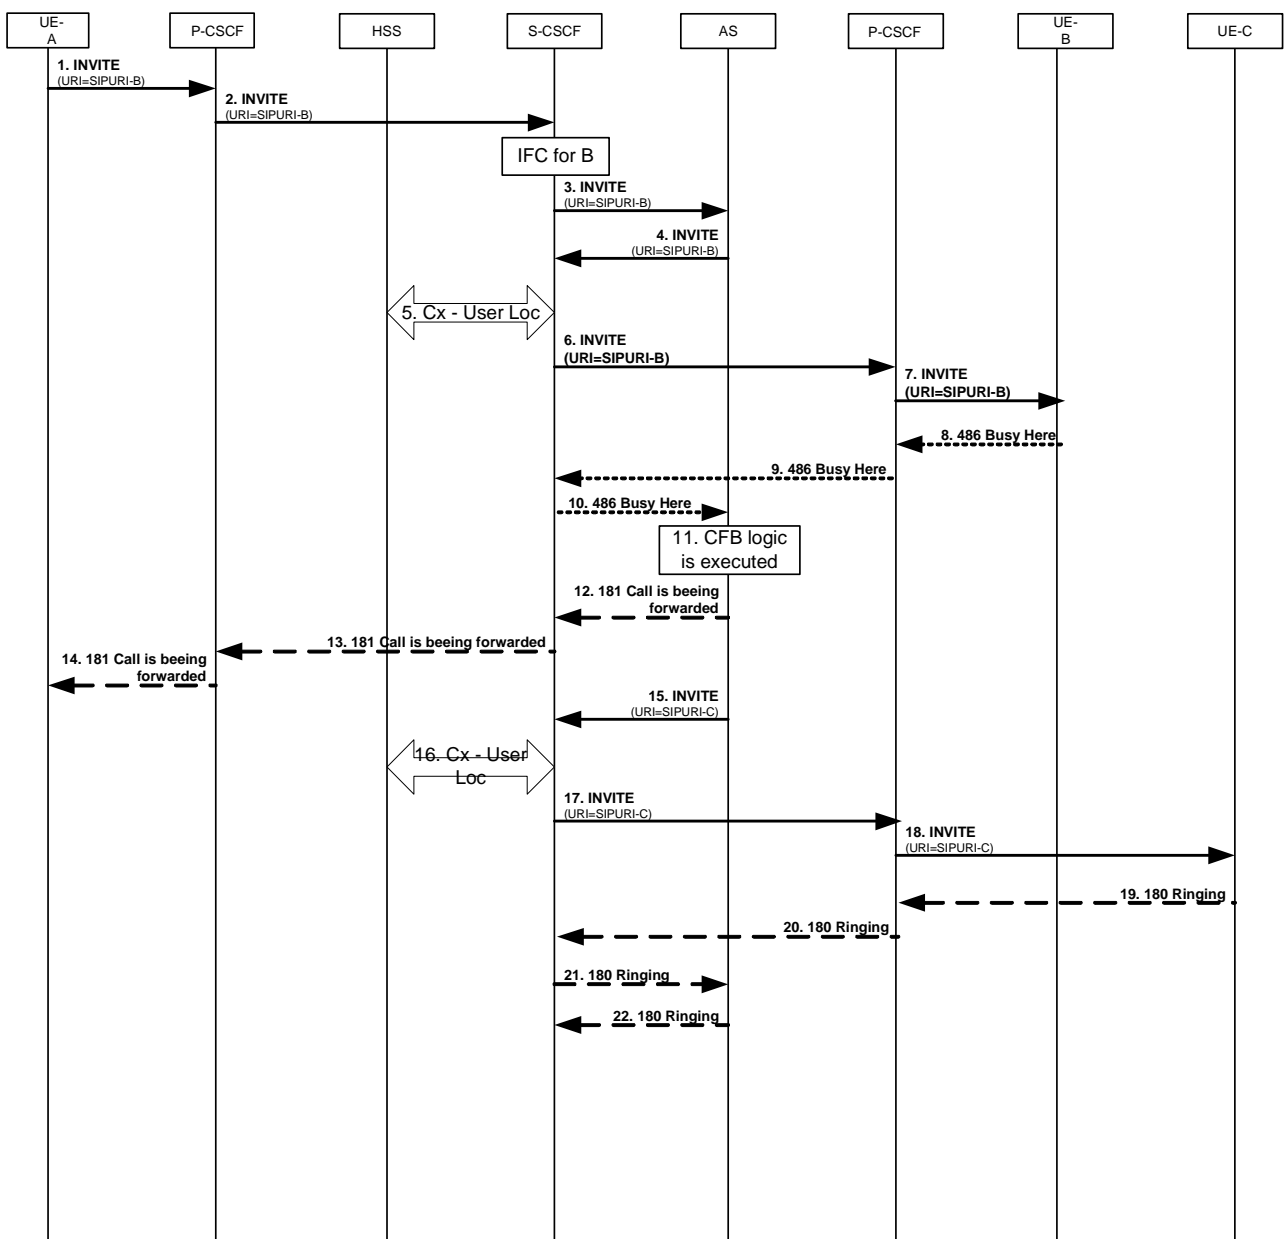 UE-
A
P-CSCF
HSS
S-CSCF
AS
P-CSCF
UE-
B
UE-C
1. INVITE
(URI=SIPURI-B)
2. INVITE
(URI=SIPURI-B)
IFC for B
3. INVITE
(URI=SIPURI-B)
4. INVITE
(URI=SIPURI-B)
5. Cx - User Loc
6. INVITE
(URI=SIPURI-B)
7. INVITE
(URI=SIPURI-B)
8. 486 Busy Here
9. 486 Busy Here
10. 486 Busy Here
11. CFB logic
is executed
12. 181 Call is beeing
forwarded
13. 181 Call is beeing forwarded
14. 181 Call is beeing
forwarded
15. INVITE
(URI=SIPURI-C)
16. Cx - User
Loc
17. INVITE
(URI=SIPURI-C)
18. INVITE
(URI=SIPURI-C)
19. 180 Ringing
20. 180 Ringing
21. 180 Ringing
22. 180 Ringing